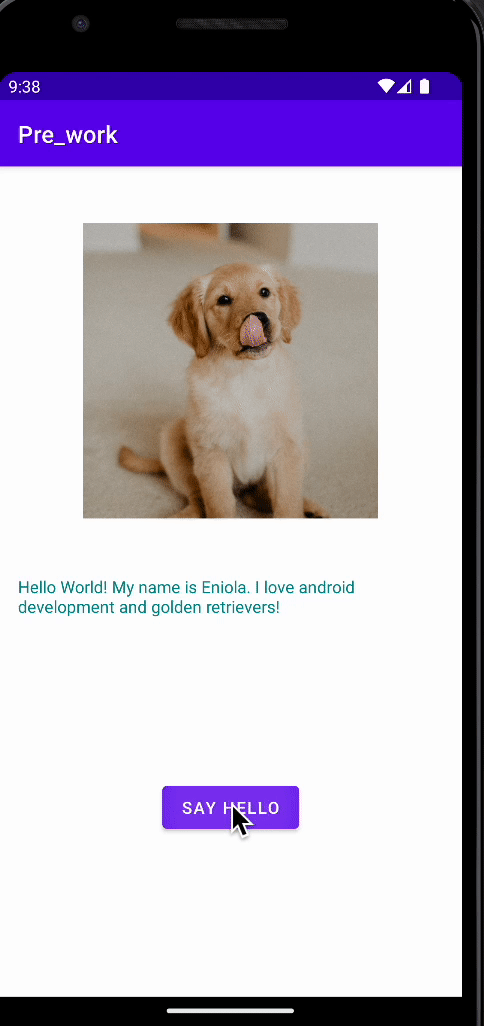 9:38
Pre_work
Hello World! My name is Eniola. I love android
development and golden retrievers!
SAY HELLO